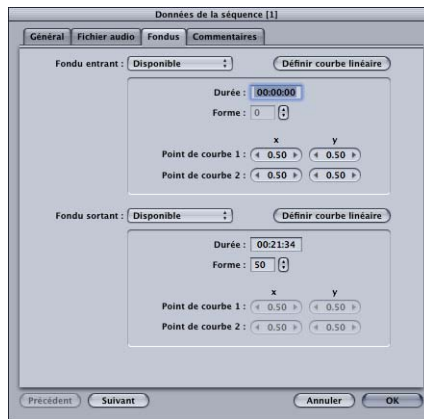 Données de la séquence [1]
Général Fichier audio Fondus Commentaires
Fondu entrant : Disponible Définir courbe linéaire
Durée : 00:00:00
Forme : 0
x y
Point de courbe 1 : 0.50 0.50
Point de courbe 2 : 0.50 0.50
Fondu sortant : Disponible Définir courbe linéaire
Durée : 00:21:34
Forme : 50
x y
Point de courbe 1 : 0.50 0.50
Point de courbe 2 : 0.50 0.50
Précédent Suivant Annuler OK